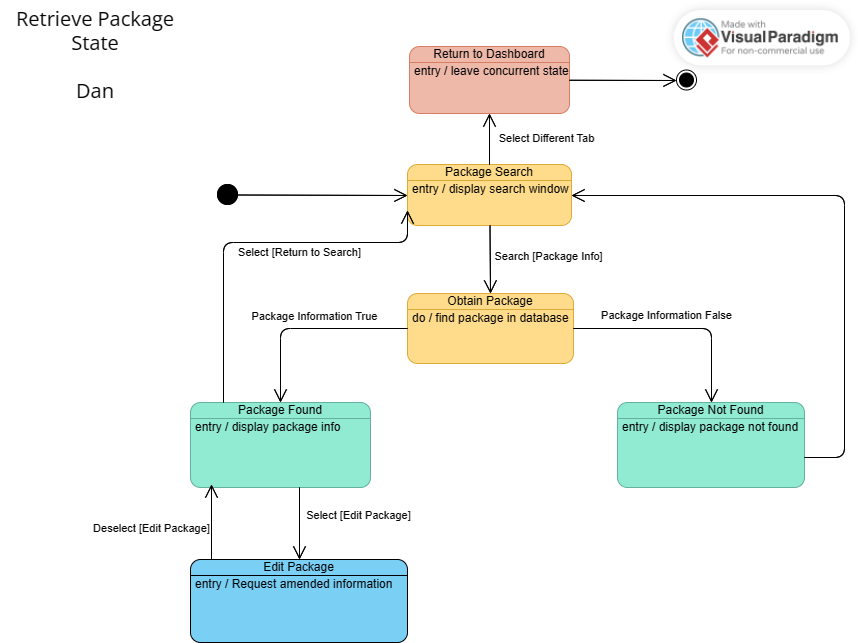 Retrieve Package
State
Dan
Made with
VisualParadigm
For non-commercial use
Return to Dashboard
entry / leave concurrent state
Select Different Tab
Package Search
entry / display search window
Select [Return to Search]
Search [Package Info]
Obtain Package
do / find package in database
Package Information True
Package Information False
Package Found
entry / display package info
Package Not Found
entry / display package not found
Deselect [Edit Package]
Select [Edit Package]
Edit Package
entry / Request amended information